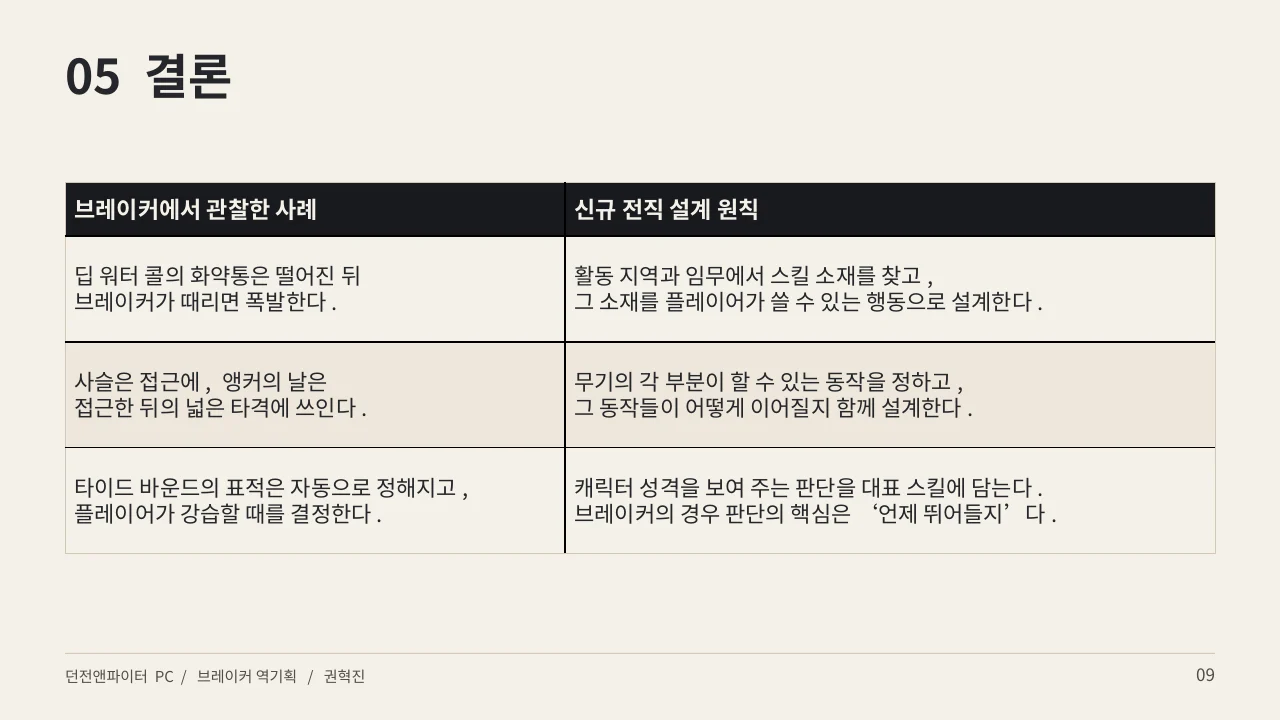 05 결론
브레이커에서 관찰한 사례
신규 전직 설계 원칙
딥 워터 콜의 화약통은 떨어진 뒤
브레이커가 때리면 폭발한다.
활동 지역과 임무에서 스킬 소재를 찾고,
그 소재를 플레이어가 쓸 수 있는 행동으로 설계한다.
사슬은 접근에, 앵커의 날은
접근한 뒤의 넓은 타격에 쓰인다.
무기의 각 부분이 할 수 있는 동작을 정하고,
그 동작들이 어떻게 이어질지 함께 설계한다.
타이드 바운드의 표적은 자동으로 정해지고,
플레이어가 강습할 때를 결정한다.
캐릭터 성격을 보여 주는 판단을 대표 스킬에 담는다.
브레이커의 경우 판단의 핵심은 ‘언제 뛰어들지’다.
던전앤파이터 PC / 브레이커 역기획 / 권혁진
09